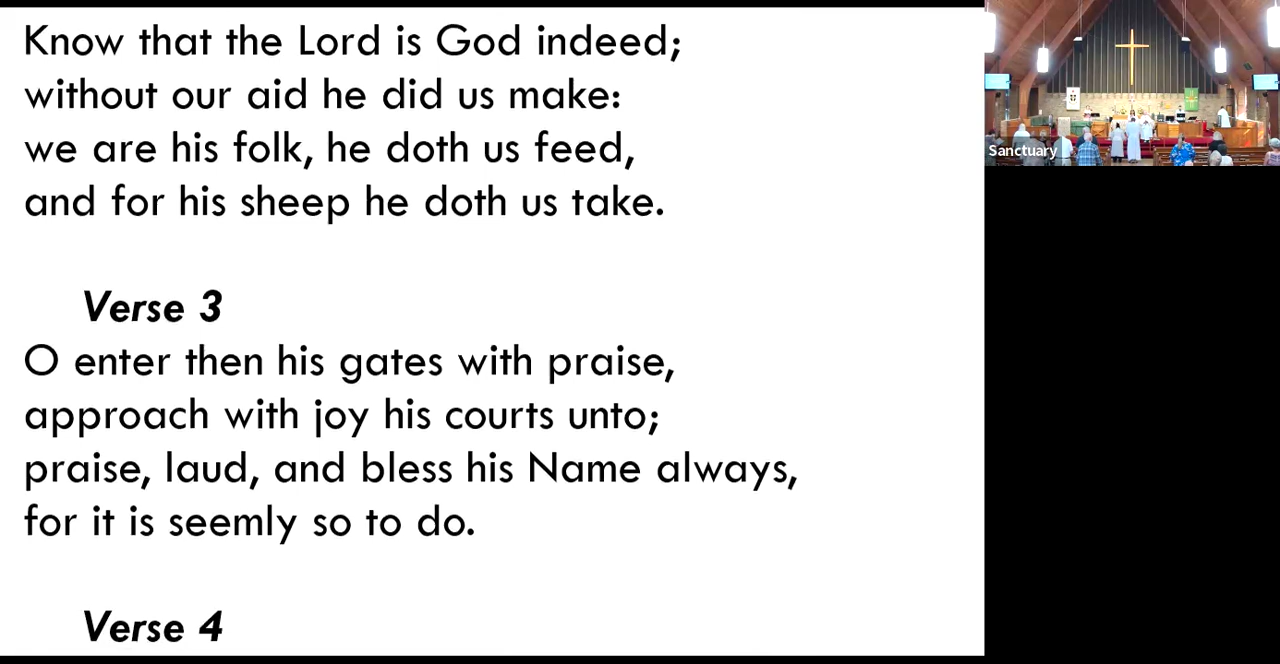 Know that the Lord is God indeed;
without our aid he did us make:
we are his folk, he doth us feed,
and for his sheep he doth us take.
Verse 3
O enter then his gates with praise,
approach with joy his courts unto;
praise, laud, and bless his Name always,
for it is seemly so to do.
Verse 4
Sanctuary